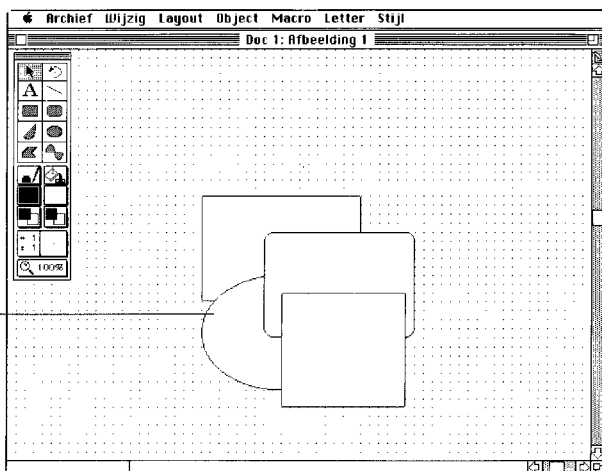 Archief Wijzig Layout Object Macro Letter Stijl
Doc 1: Afbeelding 1
A
100%